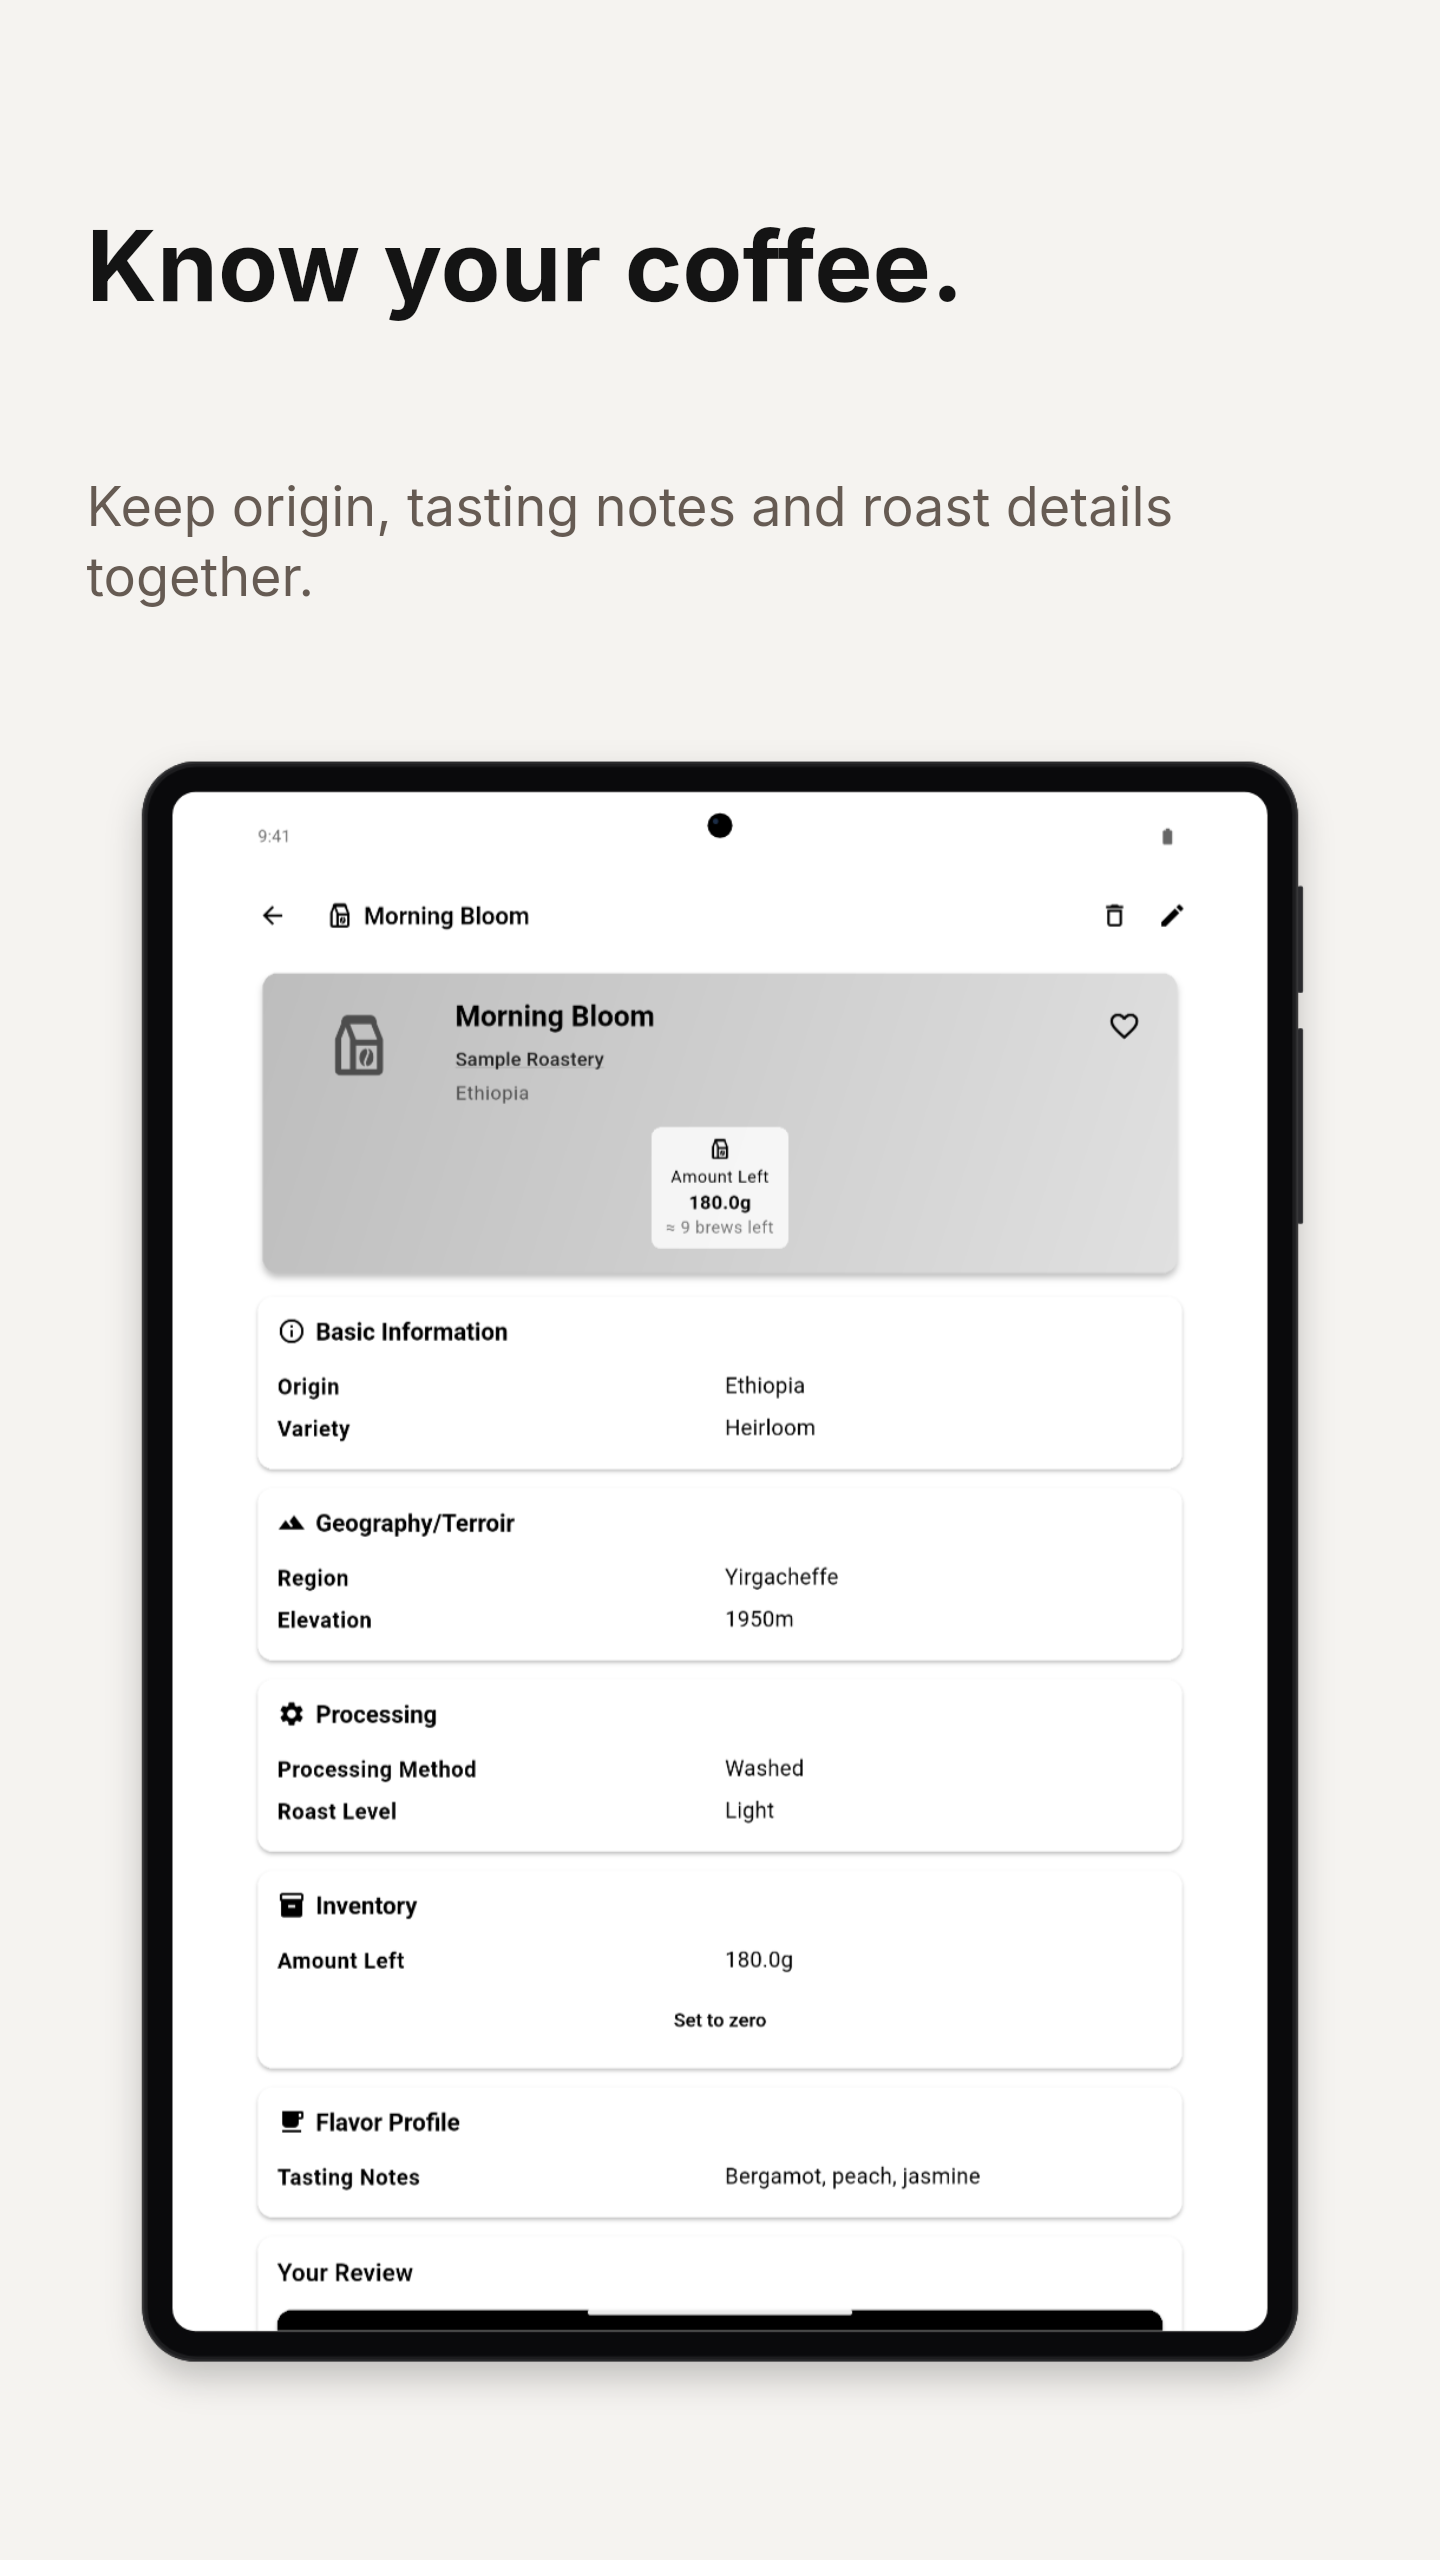 Know your coffee.
Keep origin, tasting notes and roast details
together.
9:41
Morning Bloom
Morning Bloom
Sample Roastery
Ethiopia
Amount Left
180.0g
≈ 9 brews left
Basic Information
Origin Ethiopia
Variety Heirloom
Geography/Terroir
Region Yirgacheffe
Elevation 1950m
Processing
Processing Method Washed
Roast Level Light
Inventory
Amount Left 180.0g
Set to zero
Flavor Profile
Tasting Notes Bergamot, peach, jasmine
Your Review